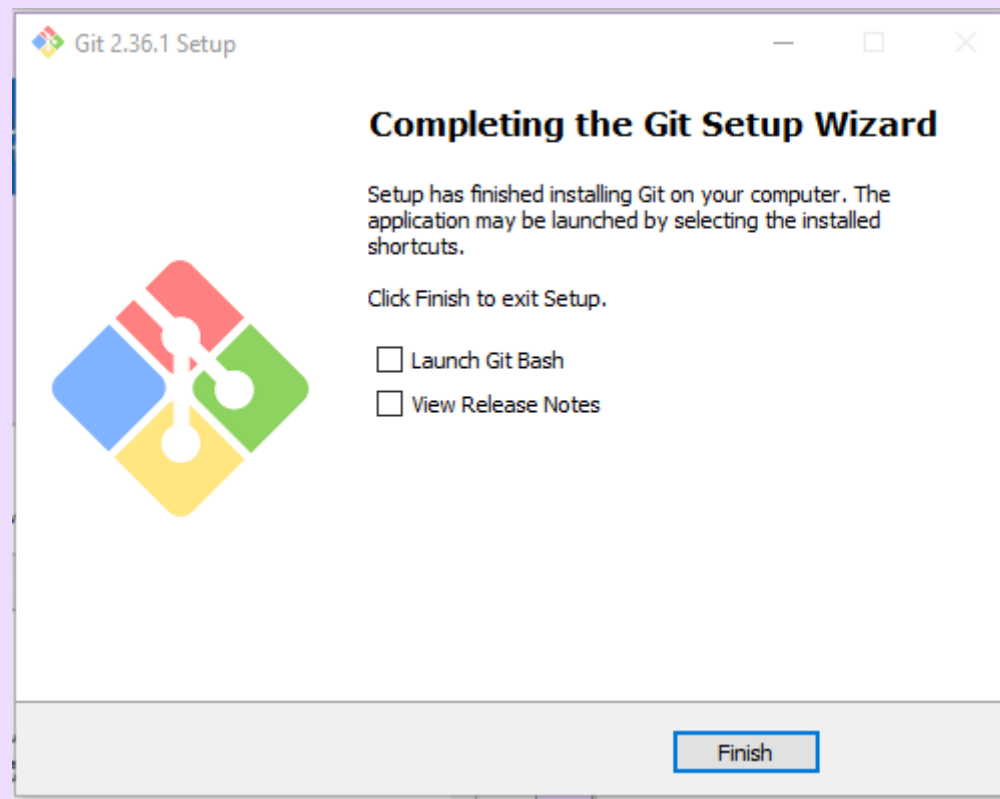 Git 2.36.1 Setup
Completing the Git Setup Wizard
Setup has finished installing Git on your computer. The
application may be launched by selecting the installed
shortcuts.
Click Finish to exit Setup.
Launch Git Bash
View Release Notes
Finish